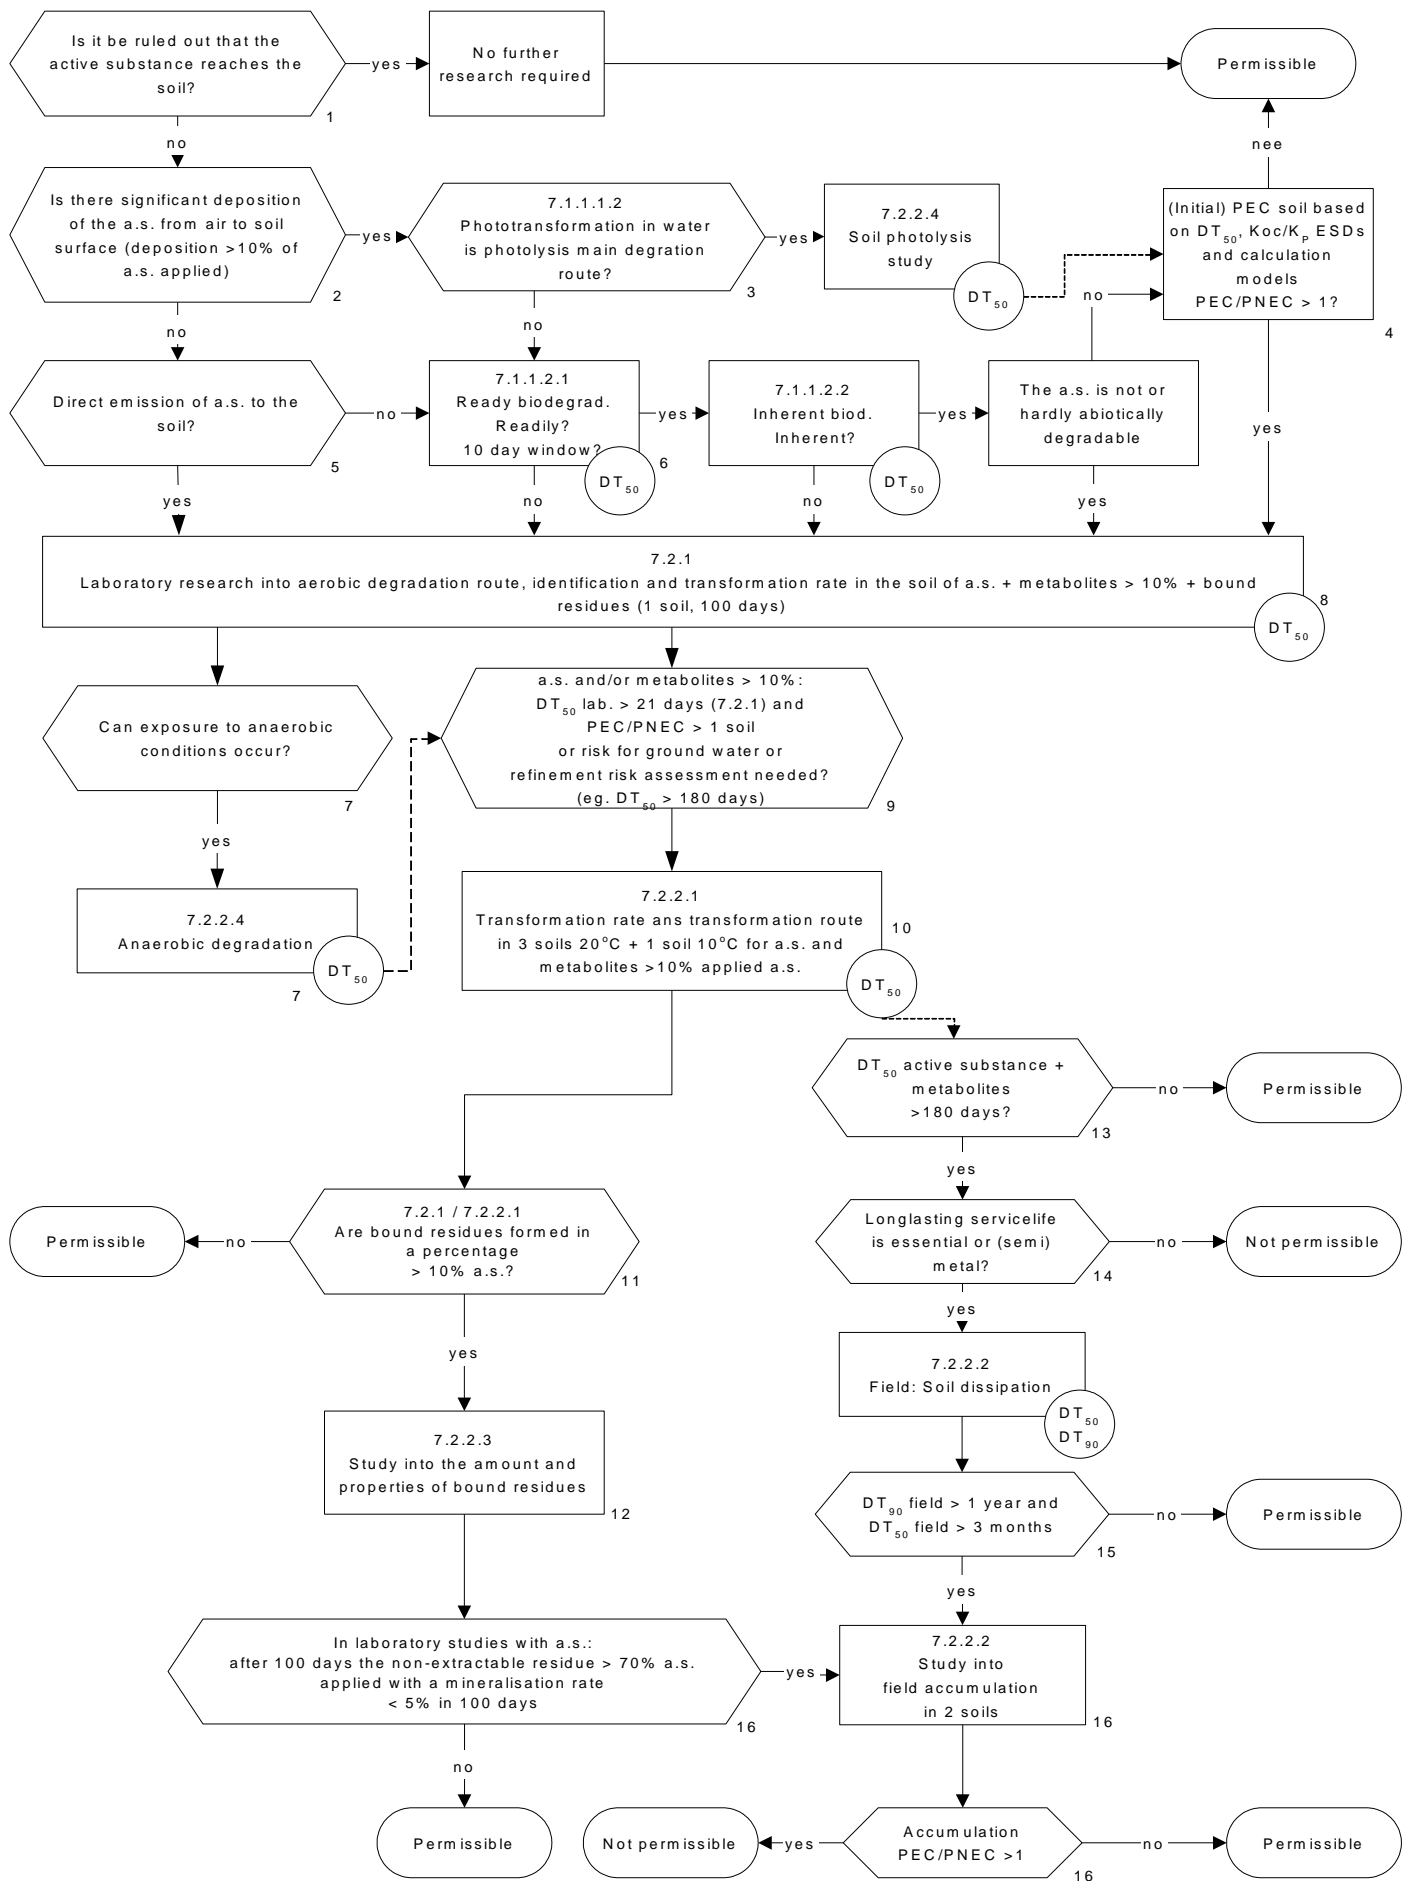 Is it be ruled out that the
active substance reaches the
soil?
1
yes
No further
research required
Permissible
no
nee
Is there significant deposition
of the a.s. from air to soil
surface (deposition >10% of
a.s. applied)
2
yes
7.1.1.1.2
Phototransformation in water
is photolysis main degration
route?
3
yes
7.2.2.4
Soil photolysis
study
DT50
(Initial) PEC soil based
on DT50, Koc/KP ESDs
and calculation
models
PEC/PNEC > 1?
4
no
no
no
Direct emission of a.s. to the
soil?
5
no
7.1.1.2.1
Ready biodegrad.
Readily?
10 day window?
6
DT50
yes
7.1.1.2.2
Inherent biod.
Inherent?
DT50
yes
The a.s. is not or
hardly abiotically
degradable
yes
yes
no
no
yes
7.2.1
Laboratory research into aerobic degradation route, identification and transformation rate in the soil of a.s. + metabolites > 10% + bound
residues (1 soil, 100 days)
8
DT50
Can exposure to anaerobic
conditions occur?
7
a.s. and/or metabolites > 10%:
DT50 lab. > 21 days (7.2.1) and
PEC/PNEC > 1 soil
or risk for ground water or
refinement risk assessment needed?
(eg. DT50 > 180 days)
9
yes
7.2.2.4
Anaerobic degradation
DT50
7
7.2.2.1
Transformation rate ans transformation route
in 3 soils 20°C + 1 soil 10°C for a.s. and
metabolites >10% applied a.s.
10
DT50
DT50 active substance +
metabolites
>180 days?
13
no
Permissible
yes
Permissible
no
7.2.1 / 7.2.2.1
Are bound residues formed in
a percentage
> 10% a.s.?
11
Longlasting servicelife
is essential or (semi)
metal?
14
no
Not permissible
yes
yes
7.2.2.2
Field: Soil dissipation
DT50
DT90
7.2.2.3
Study into the amount and
properties of bound residues
12
DT90 field > 1 year and
DT50 field > 3 months
15
no
Permissible
yes
In laboratory studies with a.s.:
after 100 days the non-extractable residue > 70% a.s.
applied with a mineralisation rate
< 5% in 100 days
16
yes
7.2.2.2
Study into
field accumulation
in 2 soils
16
no
Permissible
Not permissible
yes
Accumulation
PEC/PNEC >1
16
no
Permissible